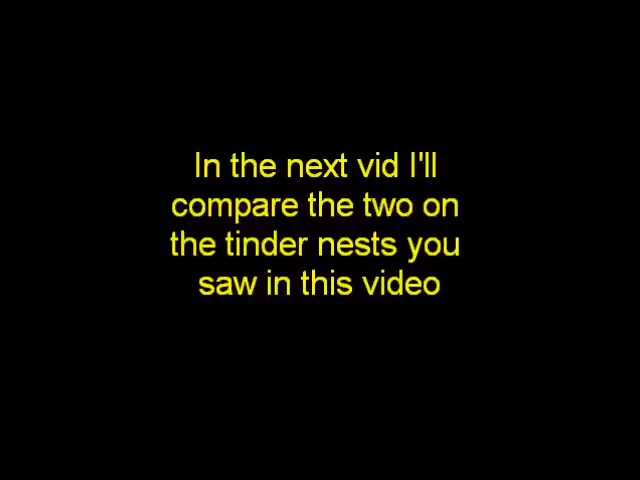 In the next vid I'll
compare the two on
the tinder nests you
saw in this video